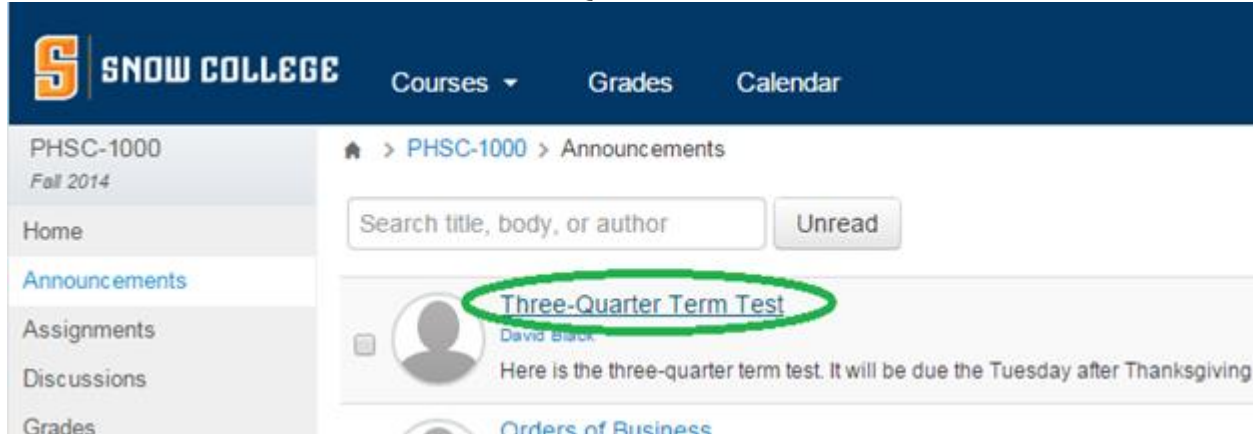 S SNOW COLLEGE
Courses Grades Calendar
PHSC-1000
Fall 2014
Home
Announcements
Assignments
Discussions
Grades
> PHSC-1000 > Announcements
Search title, body, or author
Unread
Three-Quarter Term Test
David Black
Here is the three-quarter term test. It will be due the Tuesday after Thanksgiving
Orders of Business